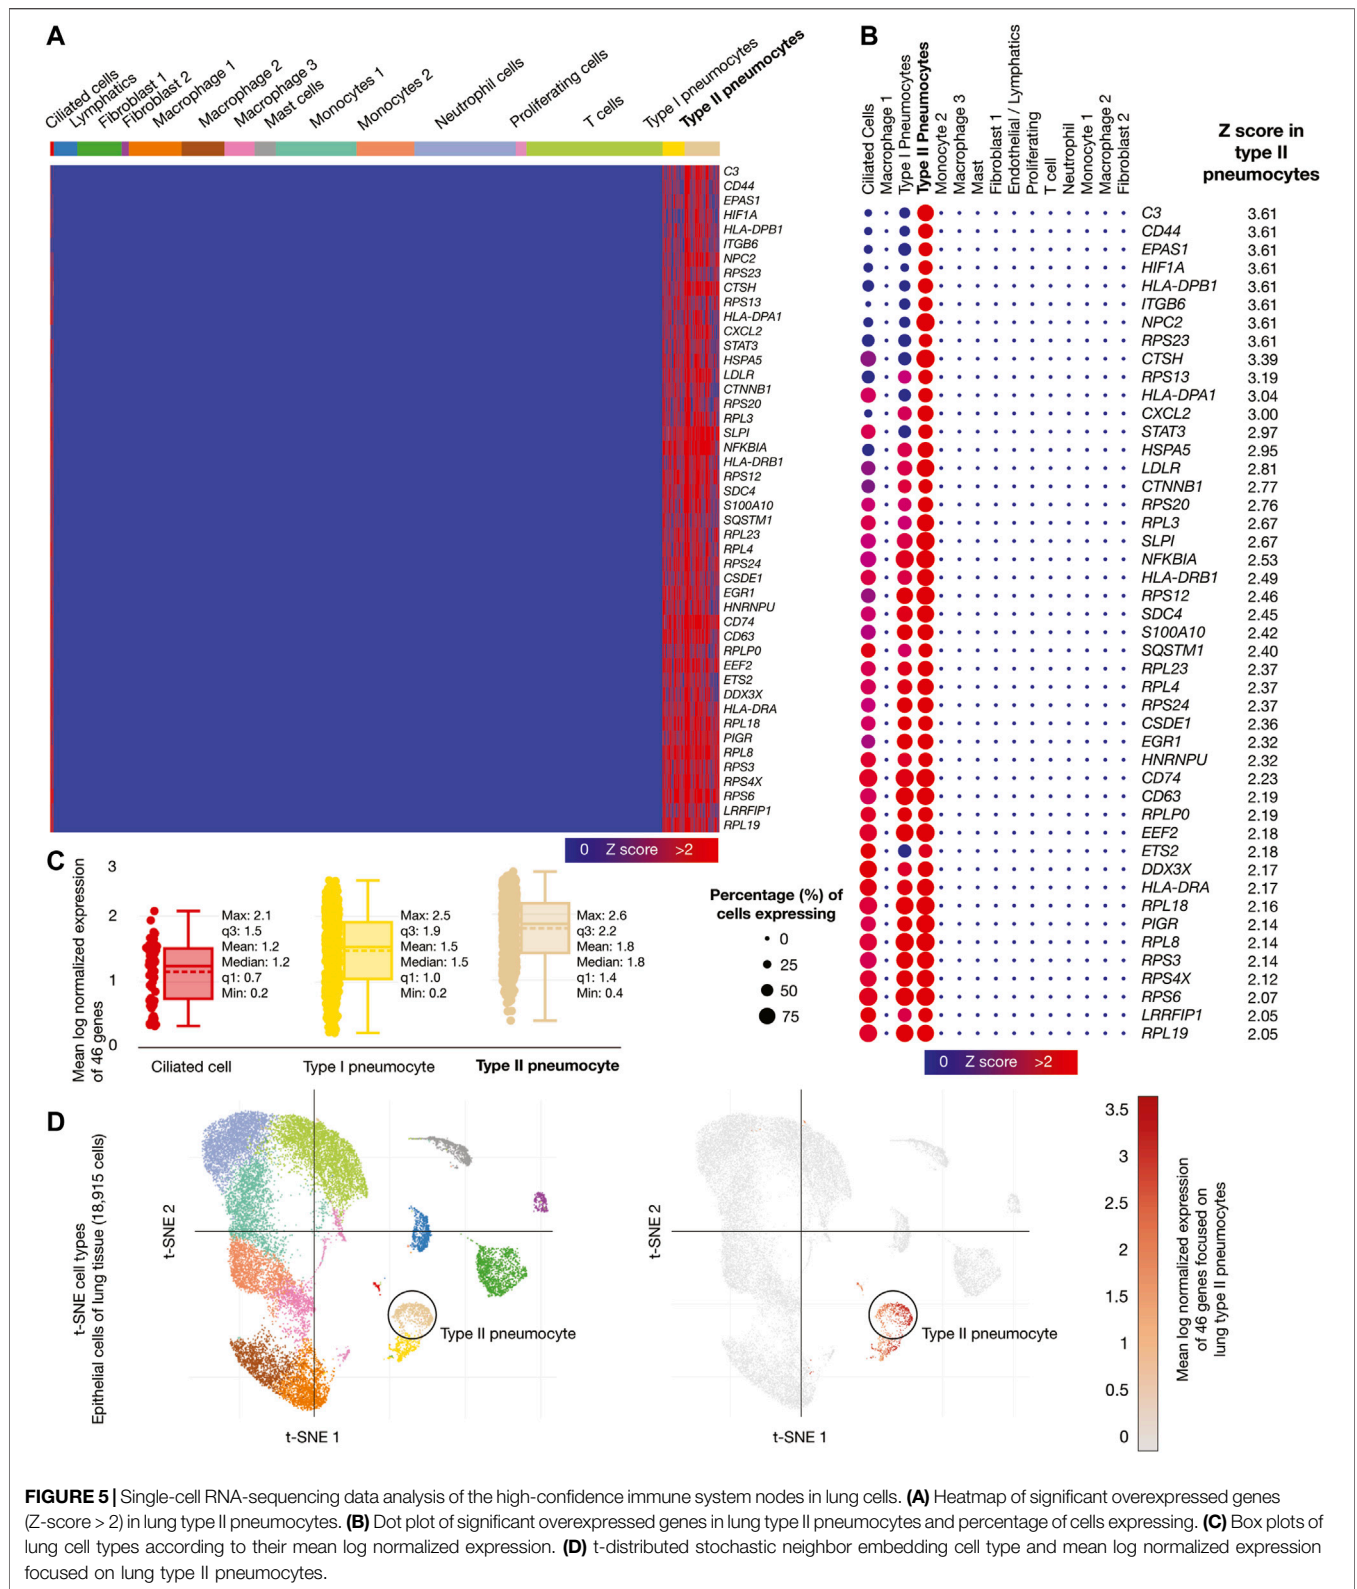 A
Ciliated cells
Lymphatics
Fibroblast 1
Fibroblast 2
Macrophage 1
Macrophage 2
Macrophage 3
Mast cells
Monocytes 1
Monocytes 2
Neutrophil cells
Proliferating cells
T cells
Type I pneumocytes
Type II pneumocytes
C3
CD44
EPAS1
HIF1A
HLA-DPB1
ITGB6
NPC2
RPS23
CTSH
RPS13
HLA-DPA1
CXCL2
STAT3
HSPA5
LDLR
CTNNB1
RPS20
RPL3
SLPI
NFKBIA
HLA-DRB1
RPS12
SDC4
S100A10
SQSTM1
RPL23
RPL4
RPS24
CSDE1
EGR1
HNRNPU
CD74
CD63
RPLP0
EEF2
ETS2
DDX3X
HLA-DRA
RPL18
PIGR
RPL8
RPS3
RPS4X
RPS6
LRRFIP1
RPL19
0 Z score >2
B
Ciliated Cells
Macrophage 1
Type I Pneumocytes
Type II Pneumocytes
Monocyte 2
Macrophage 3
Mast
Fibroblast 1
Endothelial / Lymphatics
Proliferating
T cell
Neutrophil
Monocyte 1
Macrophage 2
Fibroblast 2
Z score in
type II
pneumocytes
C3 3.61
CD44 3.61
EPAS1 3.61
HIF1A 3.61
HLA-DPB1 3.61
ITGB6 3.61
NPC2 3.61
RPS23 3.61
CTSH 3.39
RPS13 3.19
HLA-DPA1 3.04
CXCL2 3.00
STAT3 2.97
HSPA5 2.95
LDLR 2.81
CTNNB1 2.77
RPS20 2.76
RPL3 2.67
SLPI 2.67
NFKBIA 2.53
HLA-DRB1 2.49
RPS12 2.46
SDC4 2.45
S100A10 2.42
SQSTM1 2.40
RPL23 2.37
RPL4 2.37
RPS24 2.37
CSDE1 2.36
EGR1 2.32
HNRNPU 2.32
CD74 2.23
CD63 2.19
RPLP0 2.19
EEF2 2.18
ETS2 2.18
DDX3X 2.17
HLA-DRA 2.17
RPL18 2.16
PIGR 2.14
RPL8 2.14
RPS3 2.14
RPS4X 2.12
RPS6 2.07
LRRFIP1 2.05
RPL19 2.05
0 Z score >2
Percentage (%) of
cells expressing
0
25
50
75
C
Mean log normalized expression
of 46 genes
3
2
1
0
Max: 2.1
q3: 1.5
Mean: 1.2
Median: 1.2
q1: 0.7
Min: 0.2
Max: 2.5
q3: 1.9
Mean: 1.5
Median: 1.5
q1: 1.0
Min: 0.2
Max: 2.6
q3: 2.2
Mean: 1.8
Median: 1.8
q1: 1.4
Min: 0.4
Ciliated cell
Type I pneumocyte
Type II pneumocyte
D
t-SNE cell types
Epithelial cells of lung tissue (18,915 cells)
t-SNE 2
Type II pneumocyte
t-SNE 1
t-SNE 2
Type II pneumocyte
t-SNE 1
3.5
3
2.5
2
1.5
1
0.5
0
Mean log normalized expression
of 46 genes focused on
lung type II pneumocytes
FIGURE 5 | Single-cell RNA-sequencing data analysis of the high-confidence immune system nodes in lung cells. (A) Heatmap of significant overexpressed genes
(Z-score > 2) in lung type II pneumocytes. (B) Dot plot of significant overexpressed genes in lung type II pneumocytes and percentage of cells expressing. (C) Box plots of
lung cell types according to their mean log normalized expression. (D) t-distributed stochastic neighbor embedding cell type and mean log normalized expression
focused on lung type II pneumocytes.